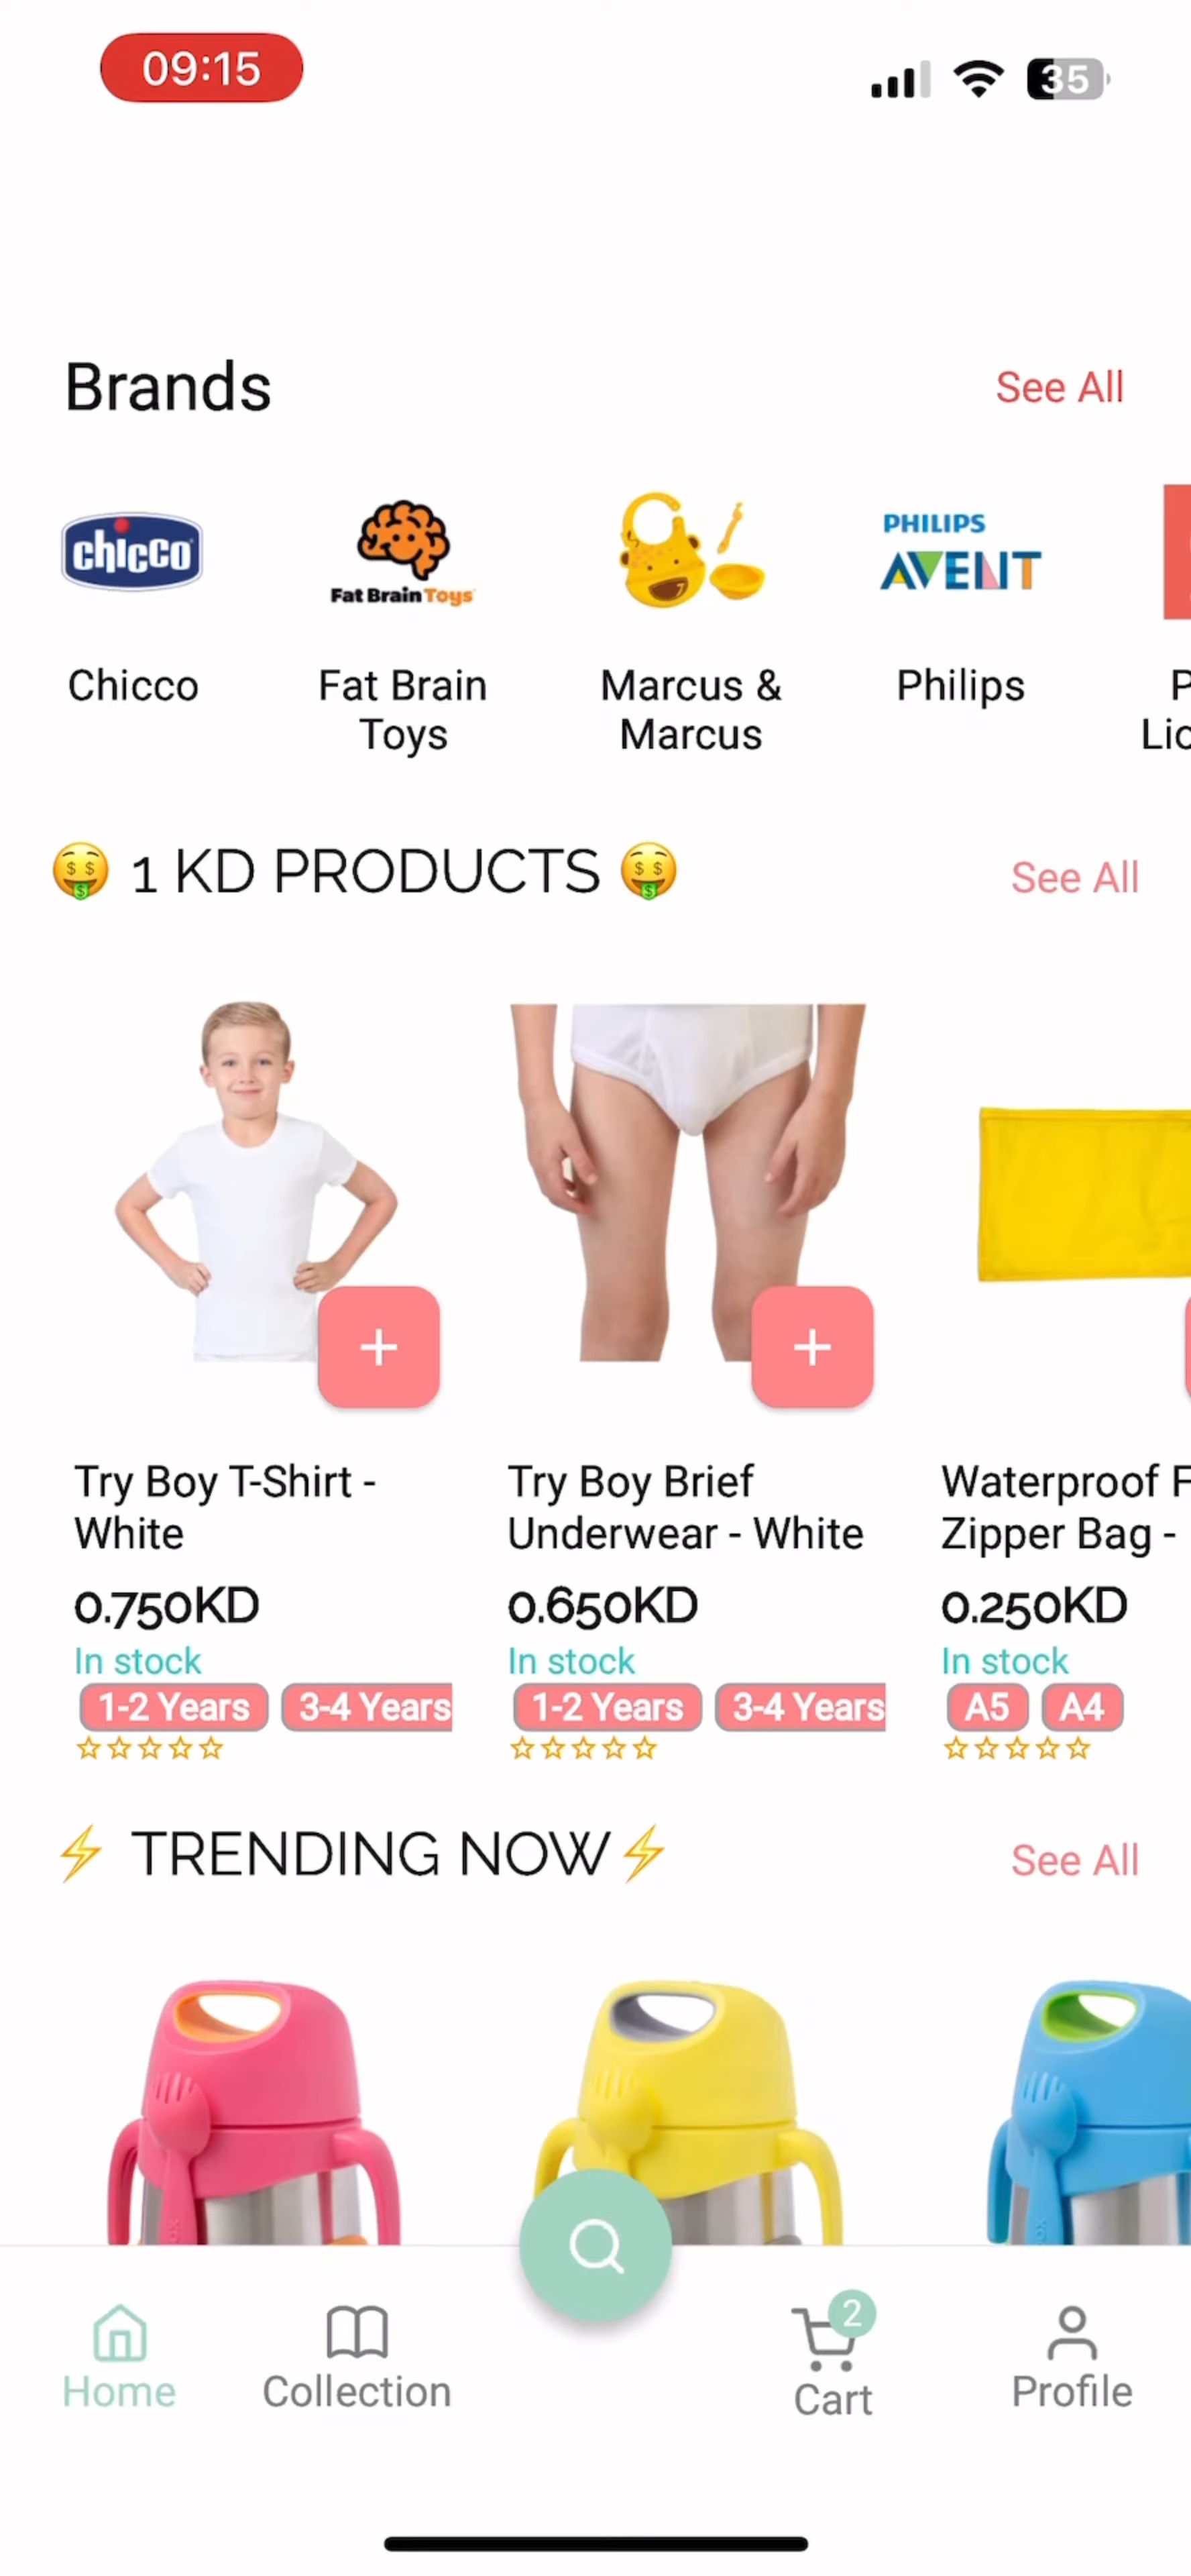 09:15
35
Brands
See All
chicco
Fat Brain Toys
PHILIPS
AVENT
Chicco
Fat Brain
Toys
Marcus &
Marcus
Philips
P
Lio
1 KD PRODUCTS
See All
Try Boy T-Shirt -
White
0.750KD
In stock
1-2 Years
3-4 Years
Try Boy Brief
Underwear - White
0.650KD
In stock
1-2 Years
3-4 Years
Waterproof F
Zipper Bag -
0.250KD
In stock
A5
A4
⚡ TRENDING NOW⚡
See All
Home
Collection
2
Cart
Profile